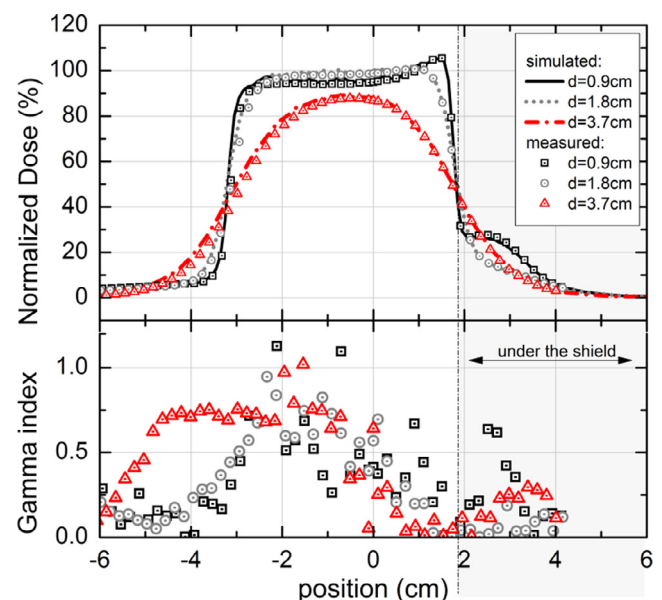 120
100
80
60
40
20
0
Normalized Dose (%)
simulated:
d=0.9cm
d=1.8cm
d=3.7cm
measured:
d=0.9cm
d=1.8cm
d=3.7cm
1.0
0.5
0.0
Gamma index
under the shield
-6 -4 -2 0 2 4 6
position (cm)